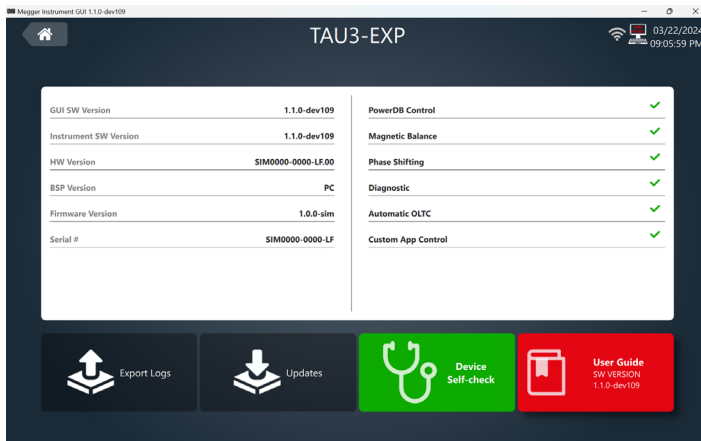 Megger Instrument GUI 1.1.0-dev109
TAU3-EXP
03/22/2024
09:05:59 PM
GUI SW Version 1.1.0-dev109
Instrument SW Version 1.1.0-dev109
HW Version SIM0000-0000-LF.00
BSP Version PC
Firmware Version 1.0.0-sim
Serial # SIM0000-0000-LF
PowerDB Control
Magnetic Balance
Phase Shifting
Diagnostic
Automatic OLTC
Custom App Control
Export Logs
Updates
Device
Self-check
User Guide
SW VERSION
1.1.0-dev109